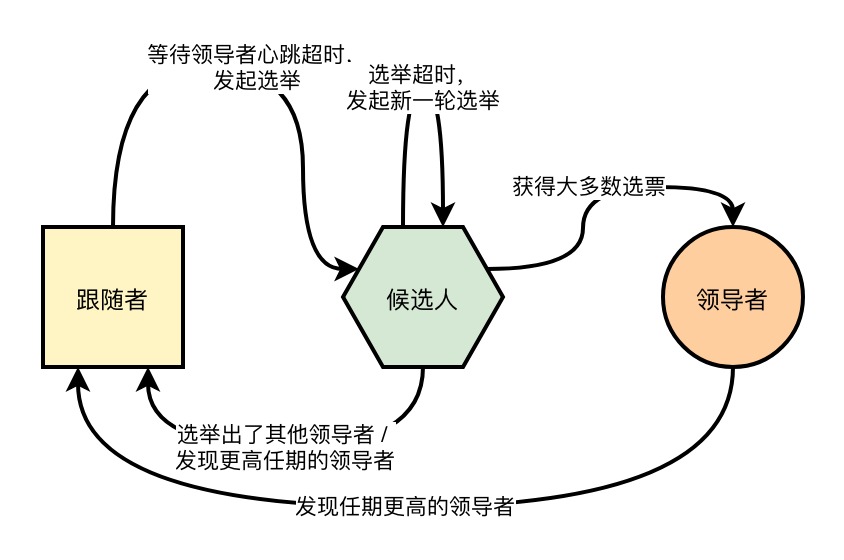 等待领导者心跳超时.
发起选举
选举超时，
发起新一轮选举
获得大多数选票
跟随者
候选人
领导者
选举出了其他领导者 /
发现更高任期的领导者
发现任期更高的领导者